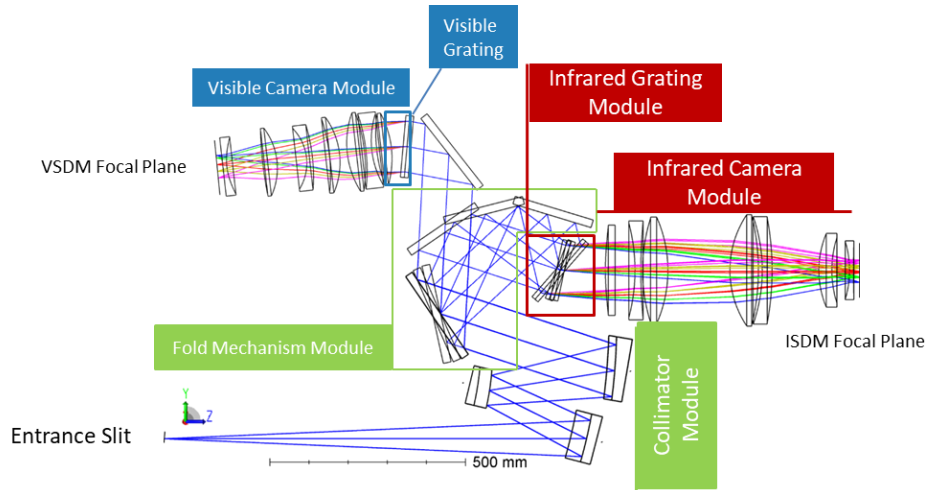 Visible
Grating
Visible Camera Module
Infrared Grating
Module
VSDM Focal Plane
Infrared Camera
Module
Fold Mechanism Module
ISDM Focal Plane
Collimator
Module
Y
Z
Entrance Slit
500 mm